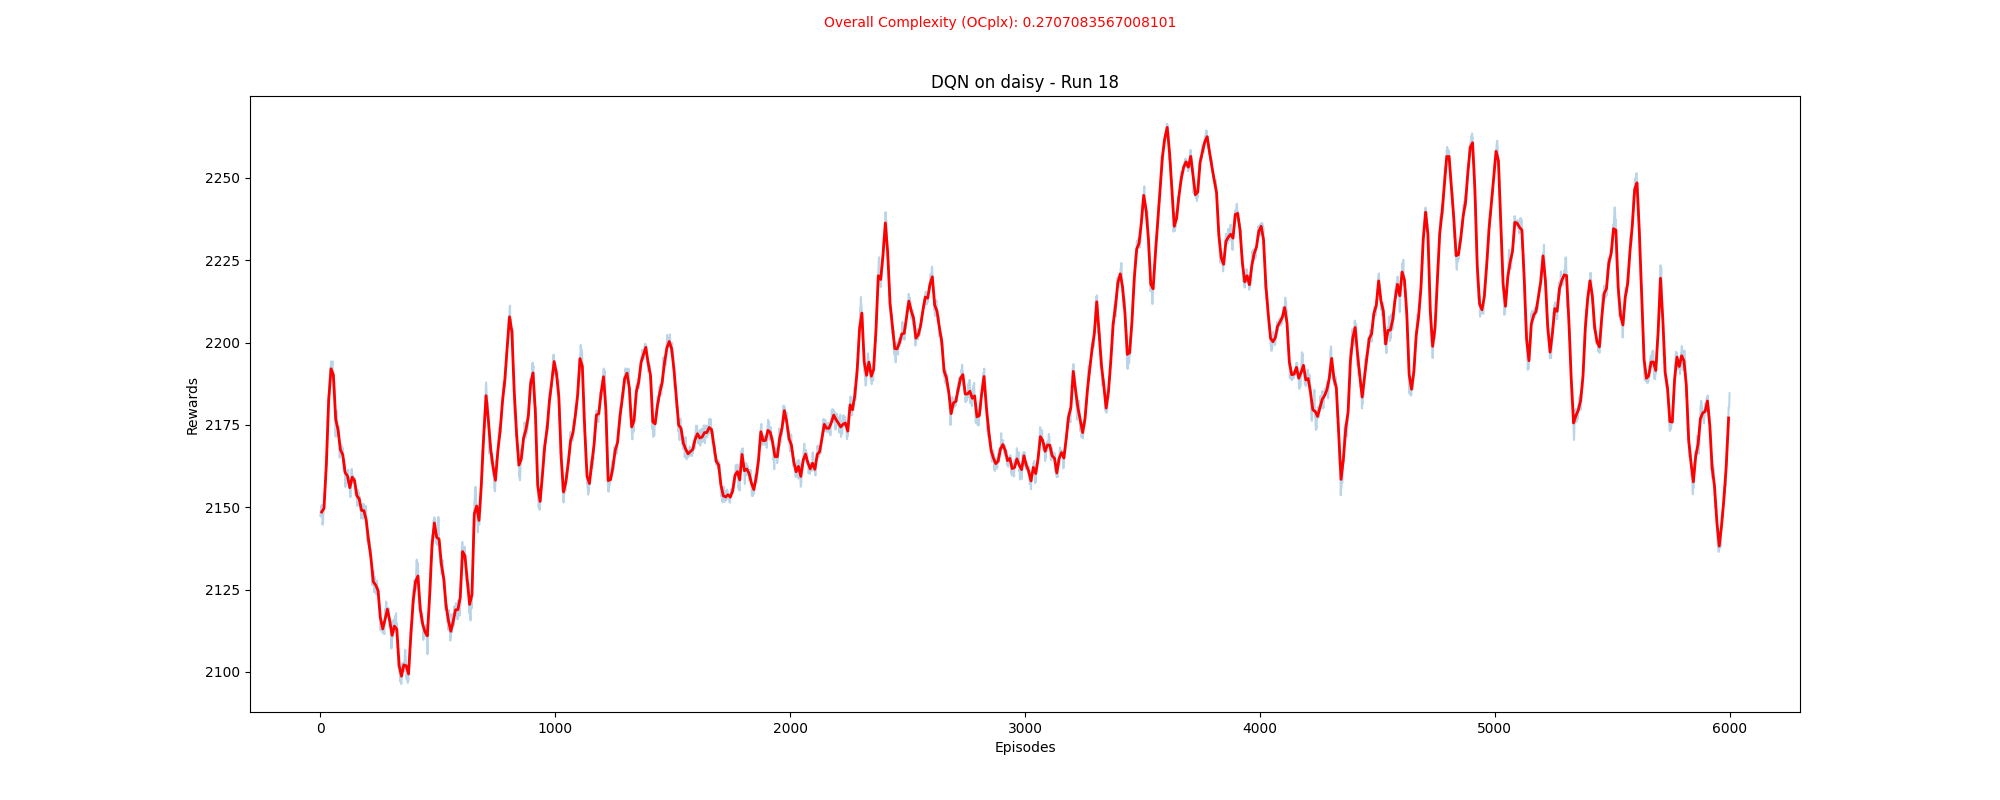 Overall Complexity (OCplx): 0.2707083567008101
DQN on daisy - Run 18
Rewards
2250
2225
2200
2175
2150
2125
2100
0 1000 2000 3000 4000 5000 6000
Episodes